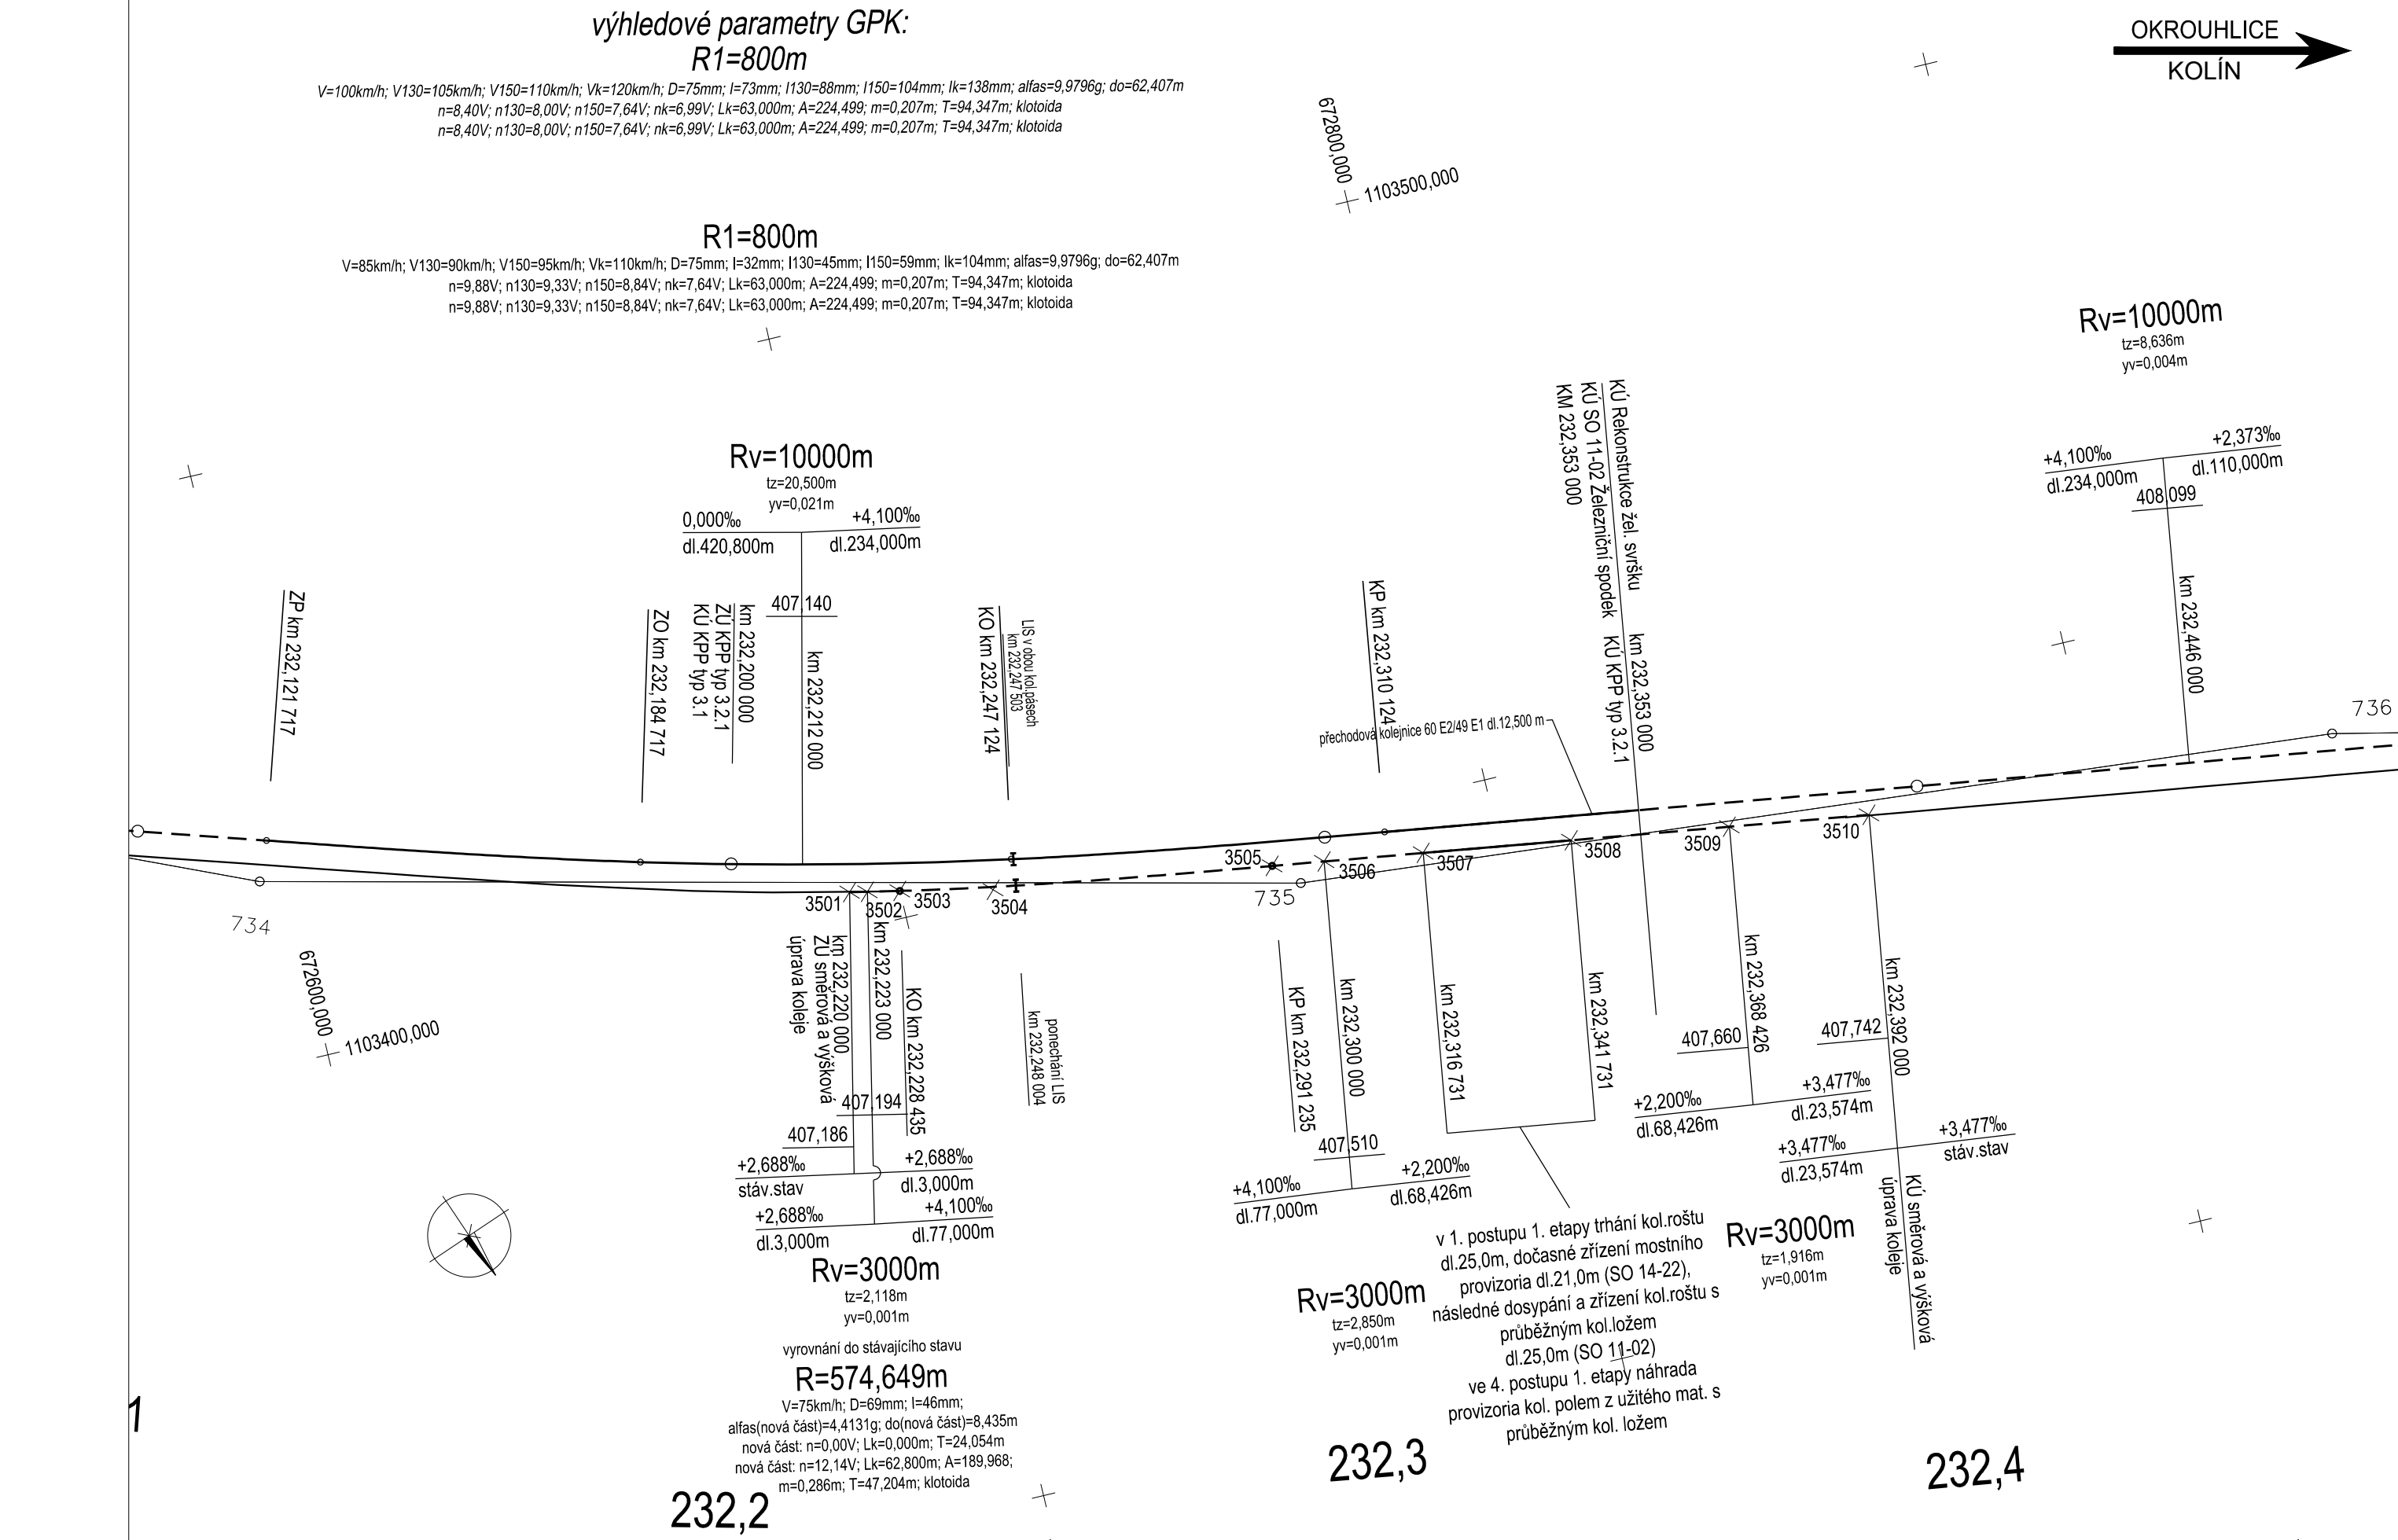 výhledové parametry GPK:
R1=800m
V=100km/h; V130=105km/h; V150=110km/h; Vk=120km/h; D=75mm; I=73mm; I130=88mm; I150=104mm; Ik=138mm; alfas=9,9796g; do=62,407m
n=8,40V; n130=8,00V; n150=7,64V; nk=6,99V; Lk=63,000m; A=224,499; m=0,207m; T=94,347m; klotoida
n=8,40V; n130=8,00V; n150=7,64V; nk=6,99V; Lk=63,000m; A=224,499; m=0,207m; T=94,347m; klotoida
OKROUHLICE
KOLÍN
672800,000
1103500,000
R1=800m
V=85km/h; V130=90km/h; V150=95km/h; Vk=110km/h; D=75mm; I=32mm; I130=45mm; I150=59mm; Ik=104mm; alfas=9,9796g; do=62,407m
n=9,88V; n130=9,33V; n150=8,84V; nk=7,64V; Lk=63,000m; A=224,499; m=0,207m; T=94,347m; klotoida
n=9,88V; n130=9,33V; n150=8,84V; nk=7,64V; Lk=63,000m; A=224,499; m=0,207m; T=94,347m; klotoida
Rv=10000m
tz=8,636m
yv=0,004m
+4,100‰
+2,373‰
dl.234,000m
dl.110,000m
408,099
km 232,446 000
Rv=10000m
tz=20,500m
yv=0,021m
0,000‰
+4,100‰
dl.420,800m
dl.234,000m
407,140
km 232,212 000
ZP km 232,121 717
ZO km 232,184 717
km 232,200 000
ZÚ KPP typ 3.2.1
KÚ KPP typ 3.1
KO km 232,247 124
LIS v obou kol.pásech
km 232,247 503
KP km 232,310 124
přechodová kolejnice 60 E2/49 E1 dl.12,500 m
KÚ Rekonstrukce žel. svršku
km 232,353 000
KÚ SO 11-02 Železniční spodek
KÚ KPP typ 3.2.1
KM 232,353 000
736
734
735
3501
3502
3503
3504
3505
3506
3507
3508
3509
3510
672600,000
1103400,000
km 232,220 000
ZÚ směrová a výšková
úprava koleje
km 232,223 000
KO km 232,228 435
407,194
407,186
+2,688‰
+2,688‰
stáv.stav
dl.3,000m
+2,688‰
+4,100‰
dl.3,000m
dl.77,000m
Rv=3000m
tz=2,118m
yv=0,001m
vyrovnání do stávajícího stavu
R=574,649m
V=75km/h; D=69mm; I=46mm;
alfas(nová část)=4,4131g; do(nová část)=8,435m
nová část: n=0,00V; Lk=0,000m; T=24,054m
nová část: n=12,14V; Lk=62,800m; A=189,968;
m=0,286m; T=47,204m; klotoida
ponechání LIS
km 232,248 004
KP km 232,291 235
km 232,300 000
407,510
+4,100‰
+2,200‰
dl.77,000m
dl.68,426m
Rv=3000m
tz=2,850m
yv=0,001m
km 232,316 731
km 232,341 731
v 1. postupu 1. etapy trhání kol.roštu
dl.25,0m, dočasné zřízení mostního
provizoria dl.21,0m (SO 14-22),
následné dosypání a zřízení kol.roštu s
průběžným kol.ložem
dl.25,0m (SO 11-02)
ve 4. postupu 1. etapy náhrada
provizoria kol. polem z užitého mat. s
průběžným kol. ložem
km 232,368 426
407,660
+2,200‰
+3,477‰
dl.68,426m
dl.23,574m
Rv=3000m
tz=1,916m
yv=0,001m
km 232,392 000
407,742
+3,477‰
+3,477‰
dl.23,574m
stáv.stav
KÚ směrová a výšková
úprava koleje
1
232,2
232,3
232,4